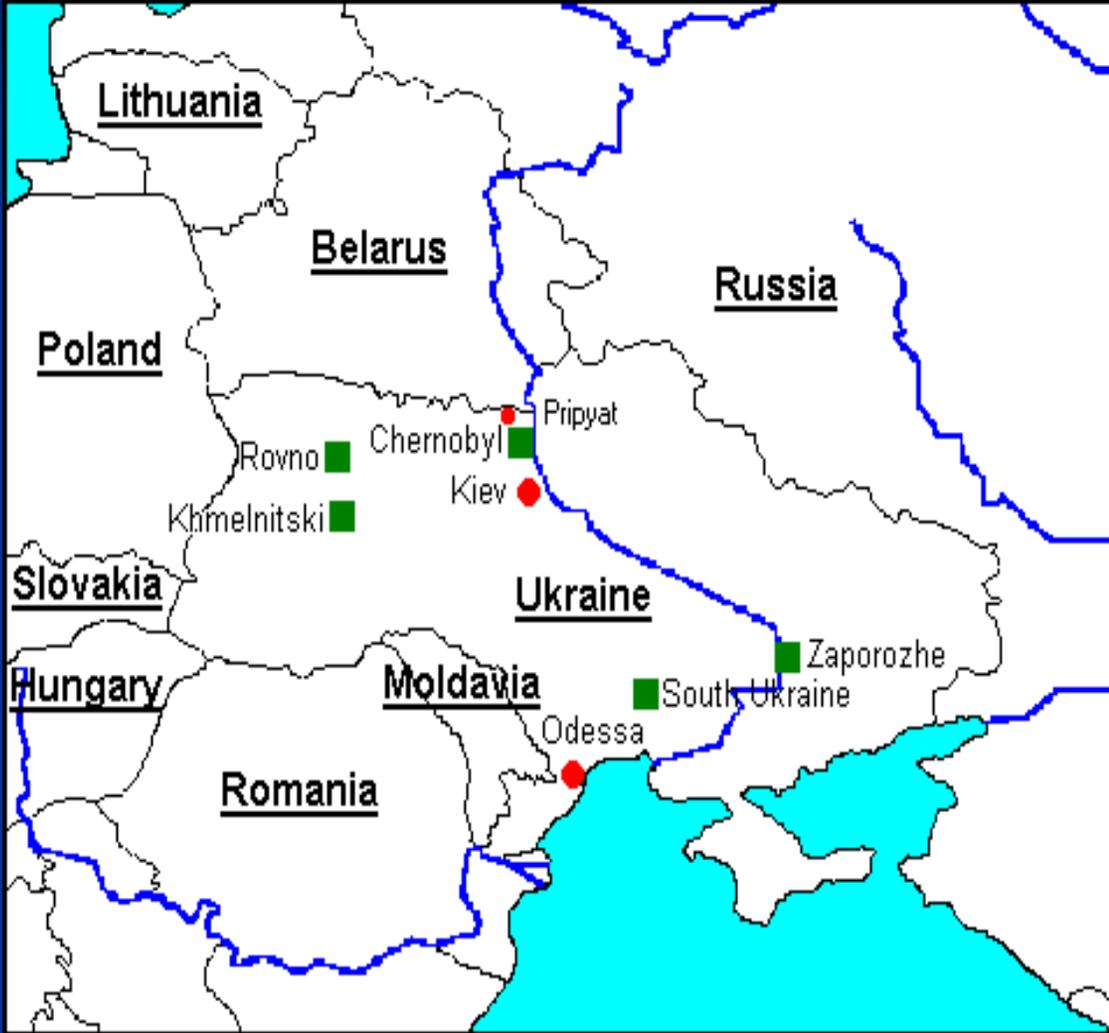 Lithuania
Belarus
Russia
Poland
Pripyat
Chernobyl
Rovno
Kiev
Khmelnitski
Slovakia
Ukraine
Zaporozhe
Hungary
Moldavia
South Ukraine
Odessa
Romania